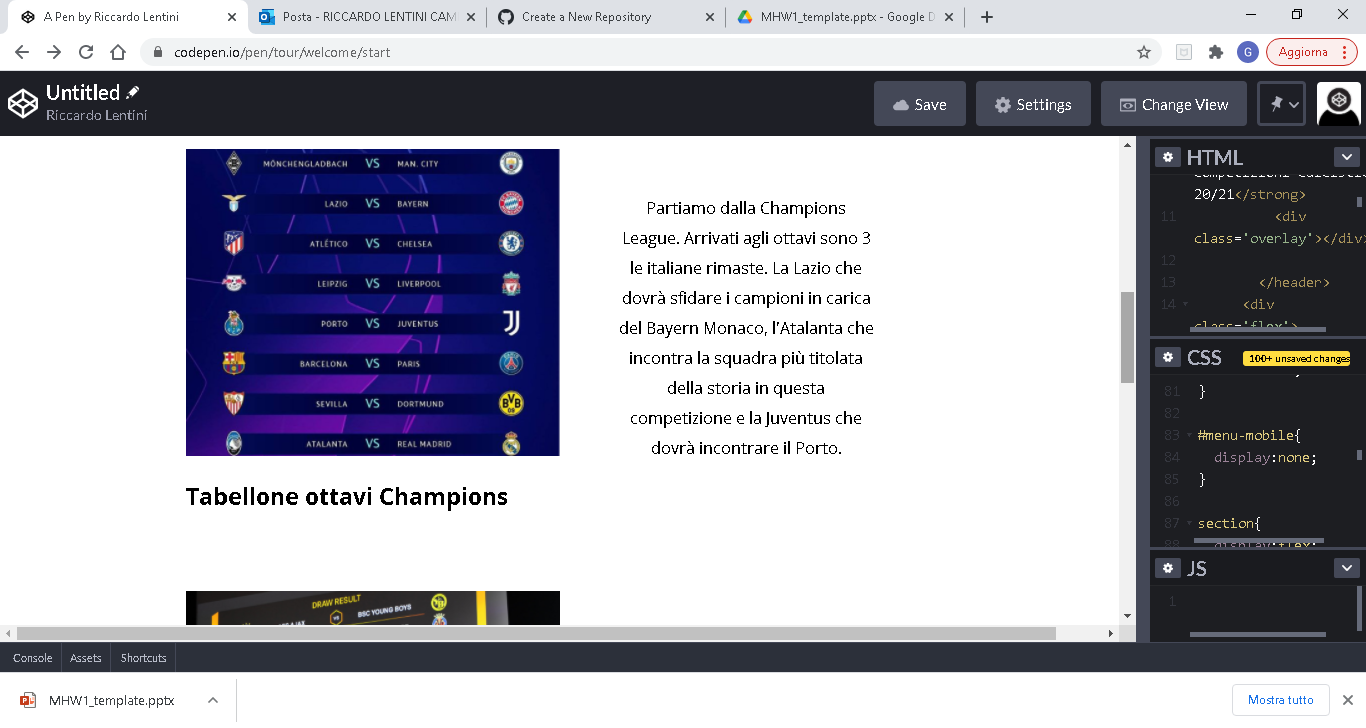 A Pen by Riccardo Lentini
Posta - RICCARDO LENTINI CAM
Create a New Repository
MHW1_template.pptx - Google D
codepen.io/pen/tour/welcome/start
G
Aggiorna
Untitled
Riccardo Lentini
Save
Settings
Change View
MÖNCHENGLADBACH VS MAN. CITY
LAZIO VS BAYERN
ATLÉTICO VS CHELSEA
LEIPZIG VS LIVERPOOL
PORTO VS JUVENTUS
BARCELONA VS PARIS
SEVILLA VS DORTMUND
ATALANTA VS REAL MADRID
Partiamo dalla Champions
League. Arrivati agli ottavi sono 3
le italiane rimaste. La Lazio che
dovrà sfidare i campioni in carica
del Bayern Monaco, l'Atalanta che
incontra la squadra più titolata
della storia in questa
competizione e la Juventus che
dovrà incontrare il Porto.
Tabellone ottavi Champions
DRAW RESULT
VS BSC YOUNG BOYS
HTML
20/21</strong>
11 <div
class='overlay'></div>
12
13 </header>
14 <div
class='flex'>
CSS
100+ unsaved changes
81 }
82
83 #menu-mobile{
84 display:none;
85 }
86
87 section{
88 display:flex;
JS
1
Console
Assets
Shortcuts
MHW1_template.pptx
Mostra tutto